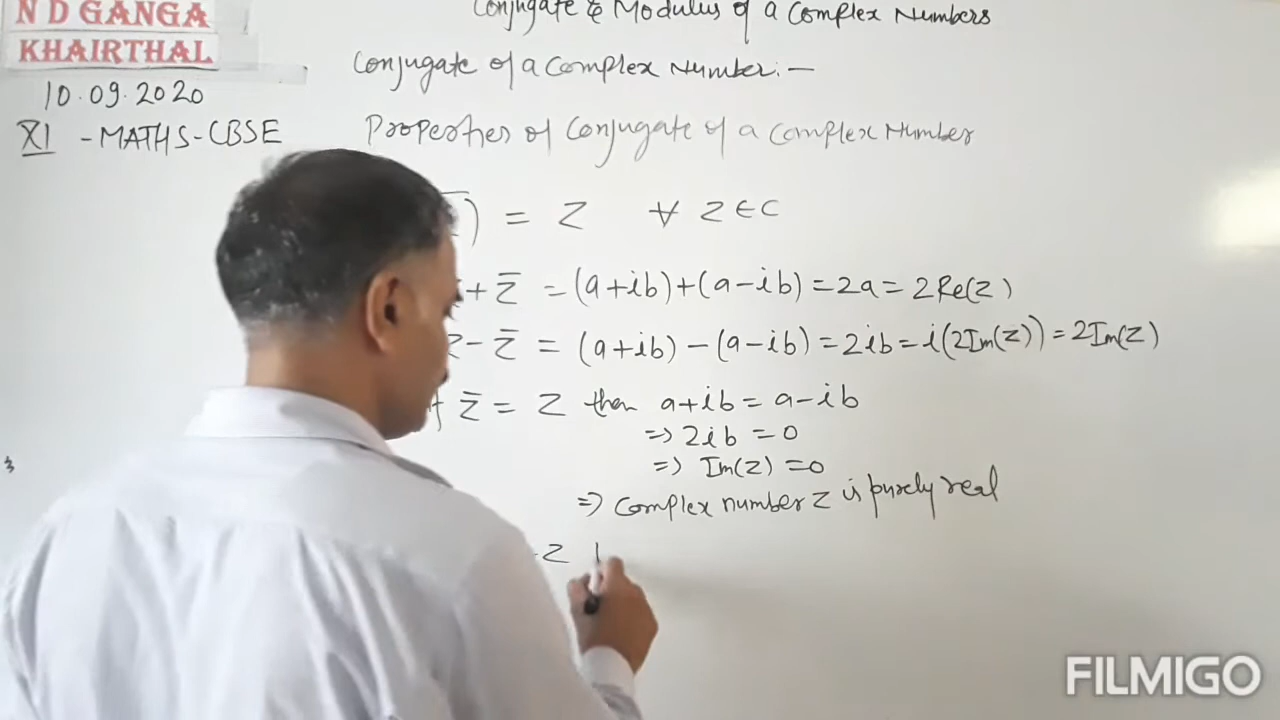 N D GANGA
KHAIRTHAL
10.09.2020
XI - MATHS - CBSE
Conjugate & Modulus of a Complex Numbers
Conjugate of a Complex Number:-
Properties of Conjugate of a Complex Number
) = Z ∀ Z ∈ C
+ z̄ = (a+ib)+(a-ib) = 2a = 2Re(z)
z - z̄ = (a+ib) - (a-ib) = 2ib = i(2Im(z)) = 2Im(z)
z̄ = Z then a+ib = a-ib
⇒ 2ib = 0
⇒ Im(z) = 0
⇒ Complex number z is purely real
-z
FILMIGO